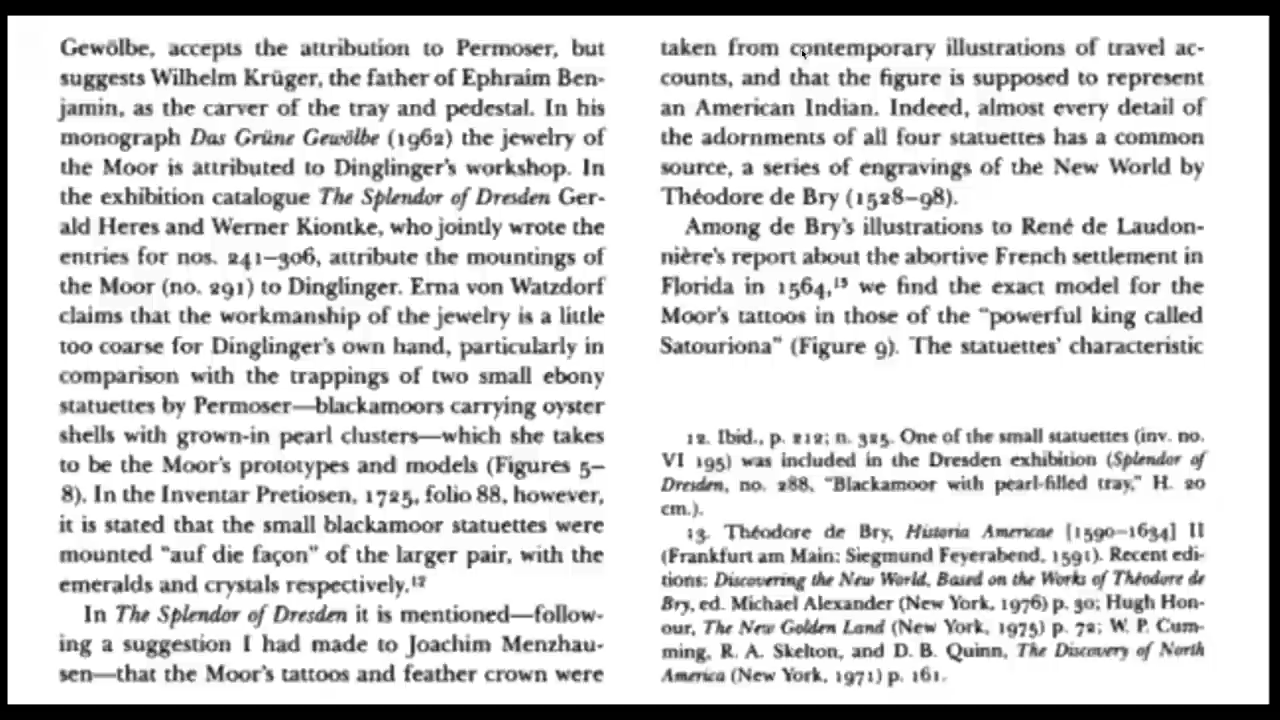 Gewölbe, accepts the attribution to Permoser, but
suggests Wilhelm Krüger, the father of Ephraim Ben-
jamin, as the carver of the tray and pedestal. In his
monograph Das Grüne Gewölbe (1962) the jewelry of
the Moor is attributed to Dinglinger's workshop. In
the exhibition catalogue The Splendor of Dresden Ger-
ald Heres and Werner Kiontke, who jointly wrote the
entries for nos. 241–306, attribute the mountings of
the Moor (no. 291) to Dinglinger. Erna von Watzdorf
claims that the workmanship of the jewelry is a little
too coarse for Dinglinger's own hand, particularly in
comparison with the trappings of two small ebony
statuettes by Permoser—blackamoors carrying oyster
shells with grown-in pearl clusters—which she takes
to be the Moor's prototypes and models (Figures 5–
8). In the Inventar Pretiosen, 1725, folio 88, however,
it is stated that the small blackamoor statuettes were
mounted "auf die façon" of the larger pair, with the
emeralds and crystals respectively.12
In The Splendor of Dresden it is mentioned—follow-
ing a suggestion I had made to Joachim Menzhau-
sen—that the Moor's tattoos and feather crown were
taken from contemporary illustrations of travel ac-
counts, and that the figure is supposed to represent
an American Indian. Indeed, almost every detail of
the adornments of all four statuettes has a common
source, a series of engravings of the New World by
Théodore de Bry (1528–98).
Among de Bry's illustrations to René de Laudon-
nière's report about the abortive French settlement in
Florida in 1564,13 we find the exact model for the
Moor's tattoos in those of the "powerful king called
Satouriona" (Figure 9). The statuettes' characteristic
12. Ibid., p. 212; n. 325. One of the small statuettes (inv. no.
VI 195) was included in the Dresden exhibition (Splendor of
Dresden, no. 288, "Blackamoor with pearl-filled tray," H. 20
cm.).
13. Théodore de Bry, Historia Americae [1590–1634] II
(Frankfurt am Main: Siegmund Feyerabend, 1591). Recent edi-
tions: Discovering the New World, Based on the Works of Théodore de
Bry, ed. Michael Alexander (New York, 1976) p. 30; Hugh Hon-
our, The New Golden Land (New York, 1975) p. 72; W. P. Cum-
ming, R. A. Skelton, and D. B. Quinn, The Discovery of North
America (New York, 1971) p. 161.